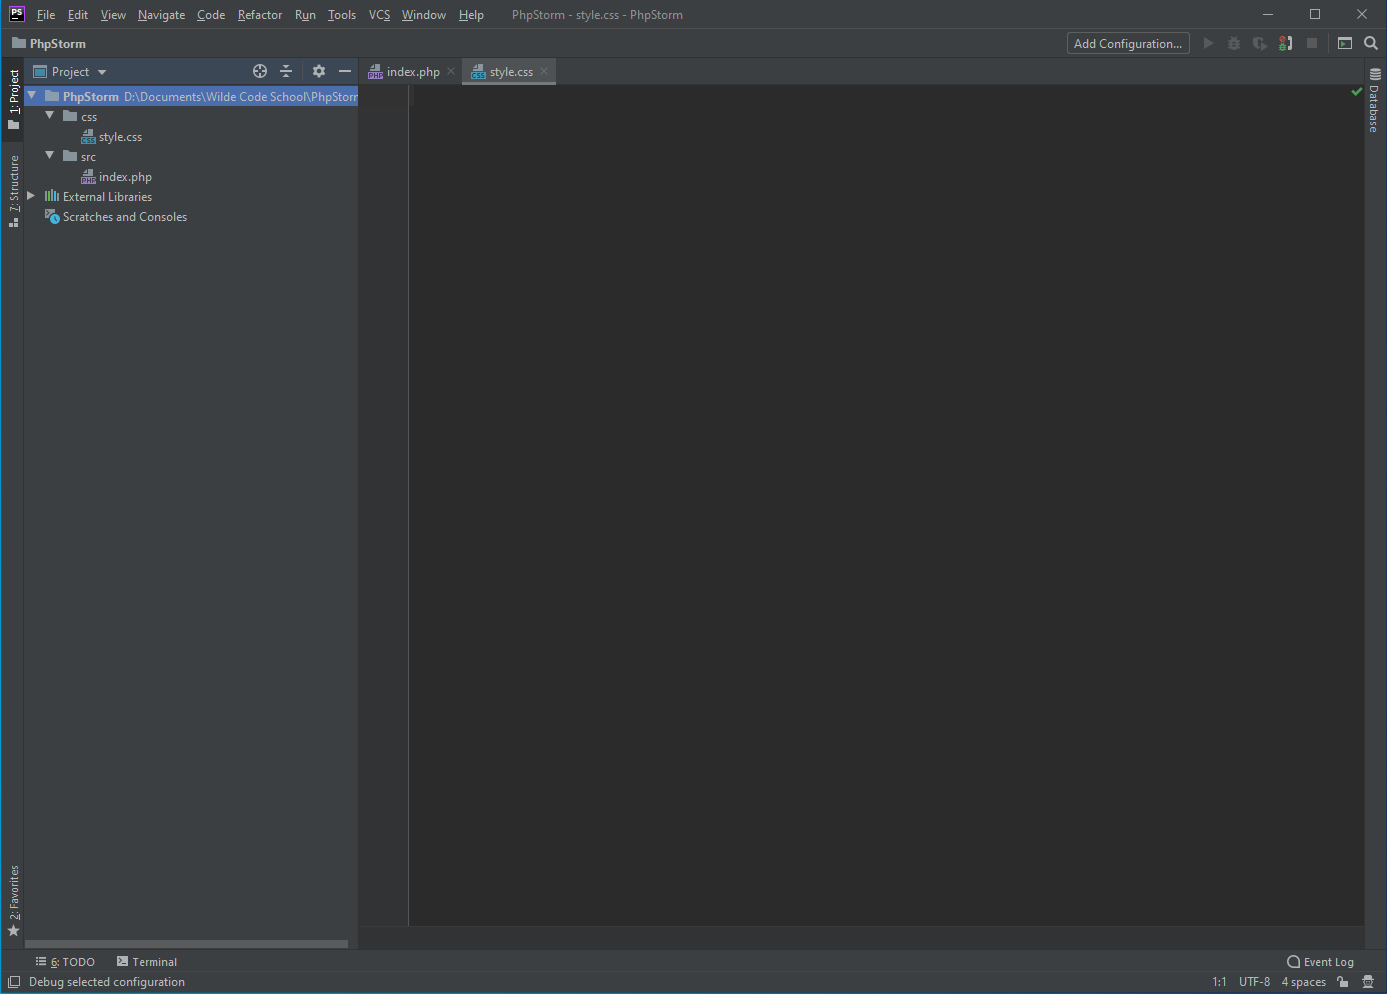 PS File Edit View Navigate Code Refactor Run Tools VCS Window Help PhpStorm - style.css - PhpStorm
PhpStorm Add Configuration...
Project
index.php
style.css
PhpStorm D:\Documents\Wilde Code School\PhpStorm
css
style.css
src
index.php
External Libraries
Scratches and Consoles
1: Project
7: Structure
2: Favorites
Database
6: TODO Terminal Event Log
Debug selected configuration 1:1 UTF-8 4 spaces